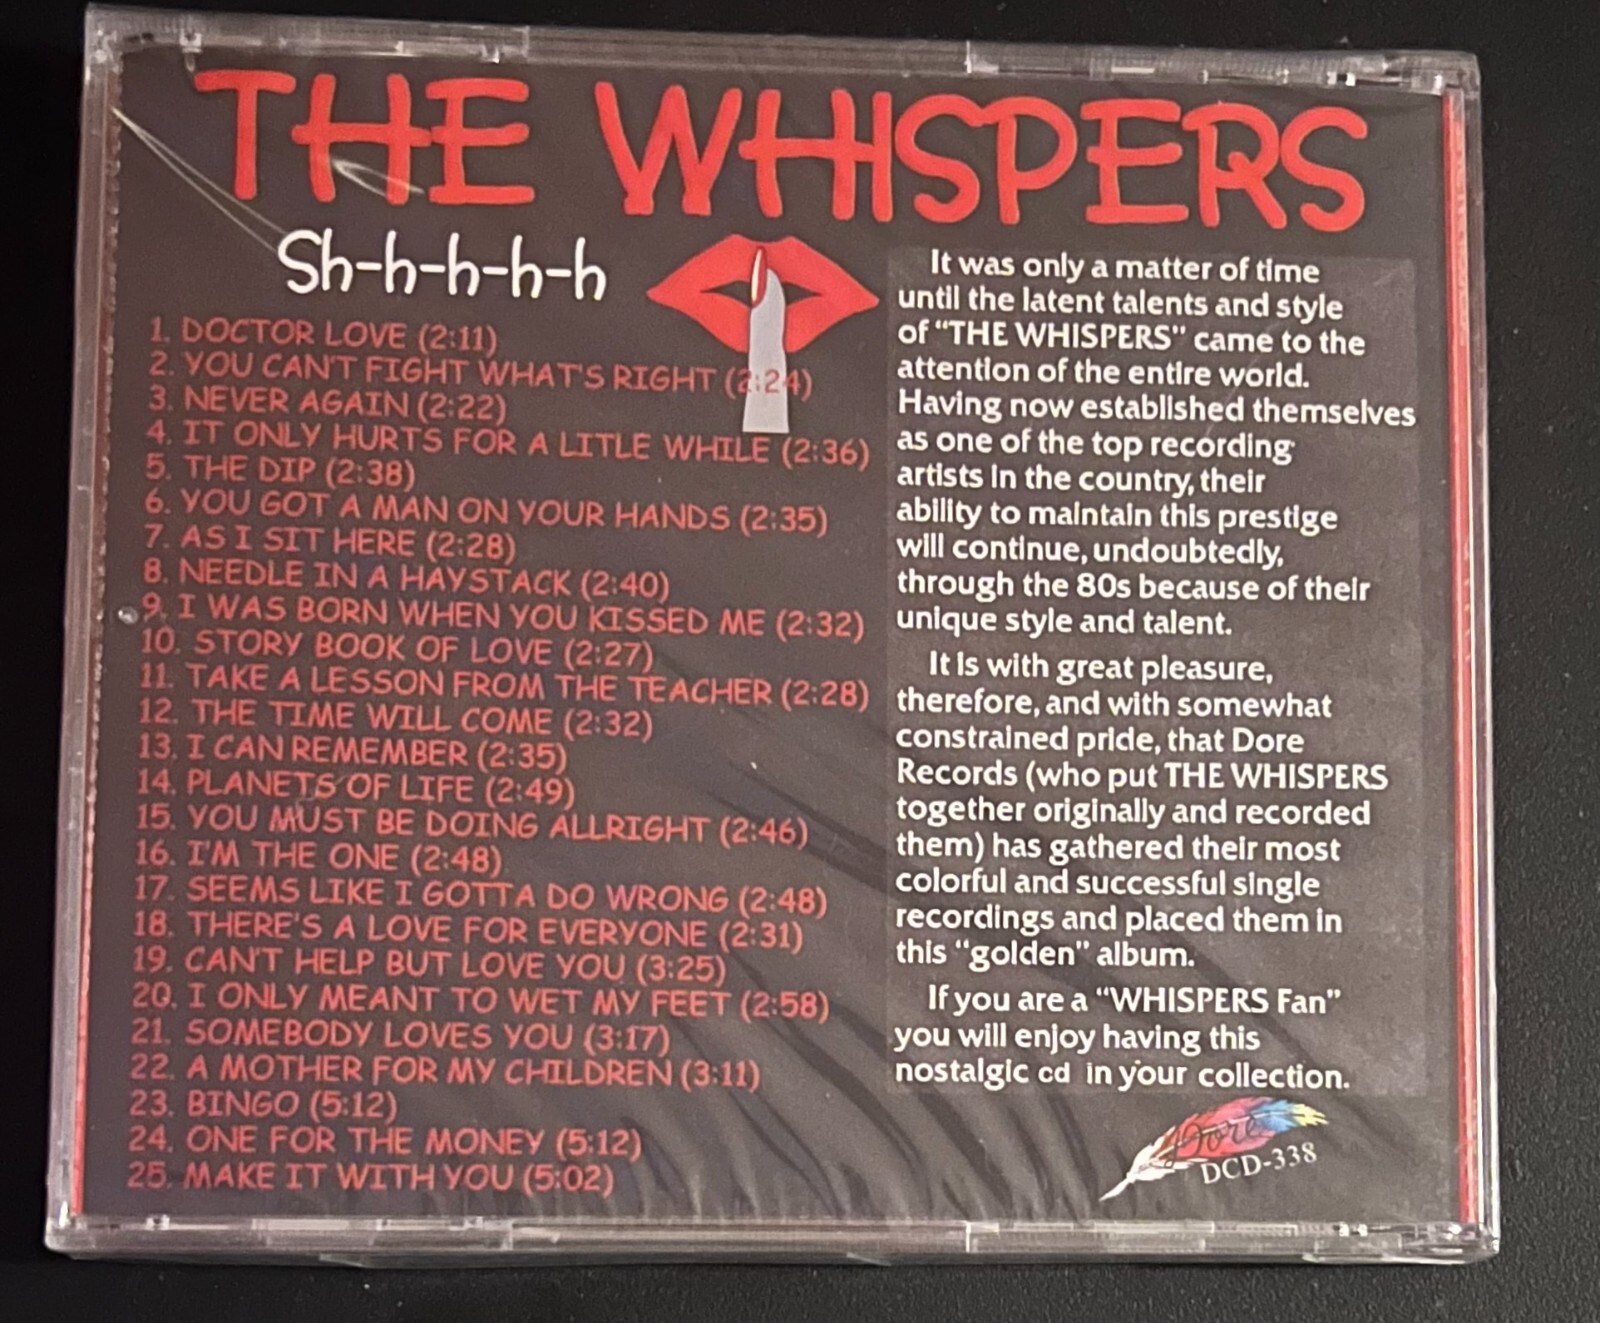 THE WHISPERS
Sh-h-h-h-h
1. DOCTOR LOVE (2:11)
2. YOU CAN'T FIGHT WHAT'S RIGHT (2:24)
3. NEVER AGAIN (2:22)
4. IT ONLY HURTS FOR A LITLE WHILE (2:36)
5. THE DIP (2:38)
6. YOU GOT A MAN ON YOUR HANDS (2:35)
7. AS I SIT HERE (2:28)
8. NEEDLE IN A HAYSTACK (2:40)
9. I WAS BORN WHEN YOU KISSED ME (2:32)
10. STORY BOOK OF LOVE (2:27)
11. TAKE A LESSON FROM THE TEACHER (2:28)
12. THE TIME WILL COME (2:32)
13. I CAN REMEMBER (2:35)
14. PLANETS OF LIFE (2:49)
15. YOU MUST BE DOING ALLRIGHT (2:46)
16. I'M THE ONE (2:48)
17. SEEMS LIKE I GOTTA DO WRONG (2:48)
18. THERE'S A LOVE FOR EVERYONE (2:31)
19. CAN'T HELP BUT LOVE YOU (3:25)
20. I ONLY MEANT TO WET MY FEET (2:58)
21. SOMEBODY LOVES YOU (3:17)
22. A MOTHER FOR MY CHILDREN (3:11)
23. BINGO (5:12)
24. ONE FOR THE MONEY (5:12)
25. MAKE IT WITH YOU (5:02)
It was only a matter of time
until the latent talents and style
of “THE WHISPERS” came to the
attention of the entire world.
Having now established themselves
as one of the top recording
artists in the country, their
ability to maintain this prestige
will continue, undoubtedly,
through the 80s because of their
unique style and talent.
It is with great pleasure,
therefore, and with somewhat
constrained pride, that Dore
Records (who put THE WHISPERS
together originally and recorded
them) has gathered their most
colorful and successful single
recordings and placed them in
this “golden” album.
If you are a “WHISPERS Fan”
you will enjoy having this
nostalgic cd in your collection.
Dore
DCD-338